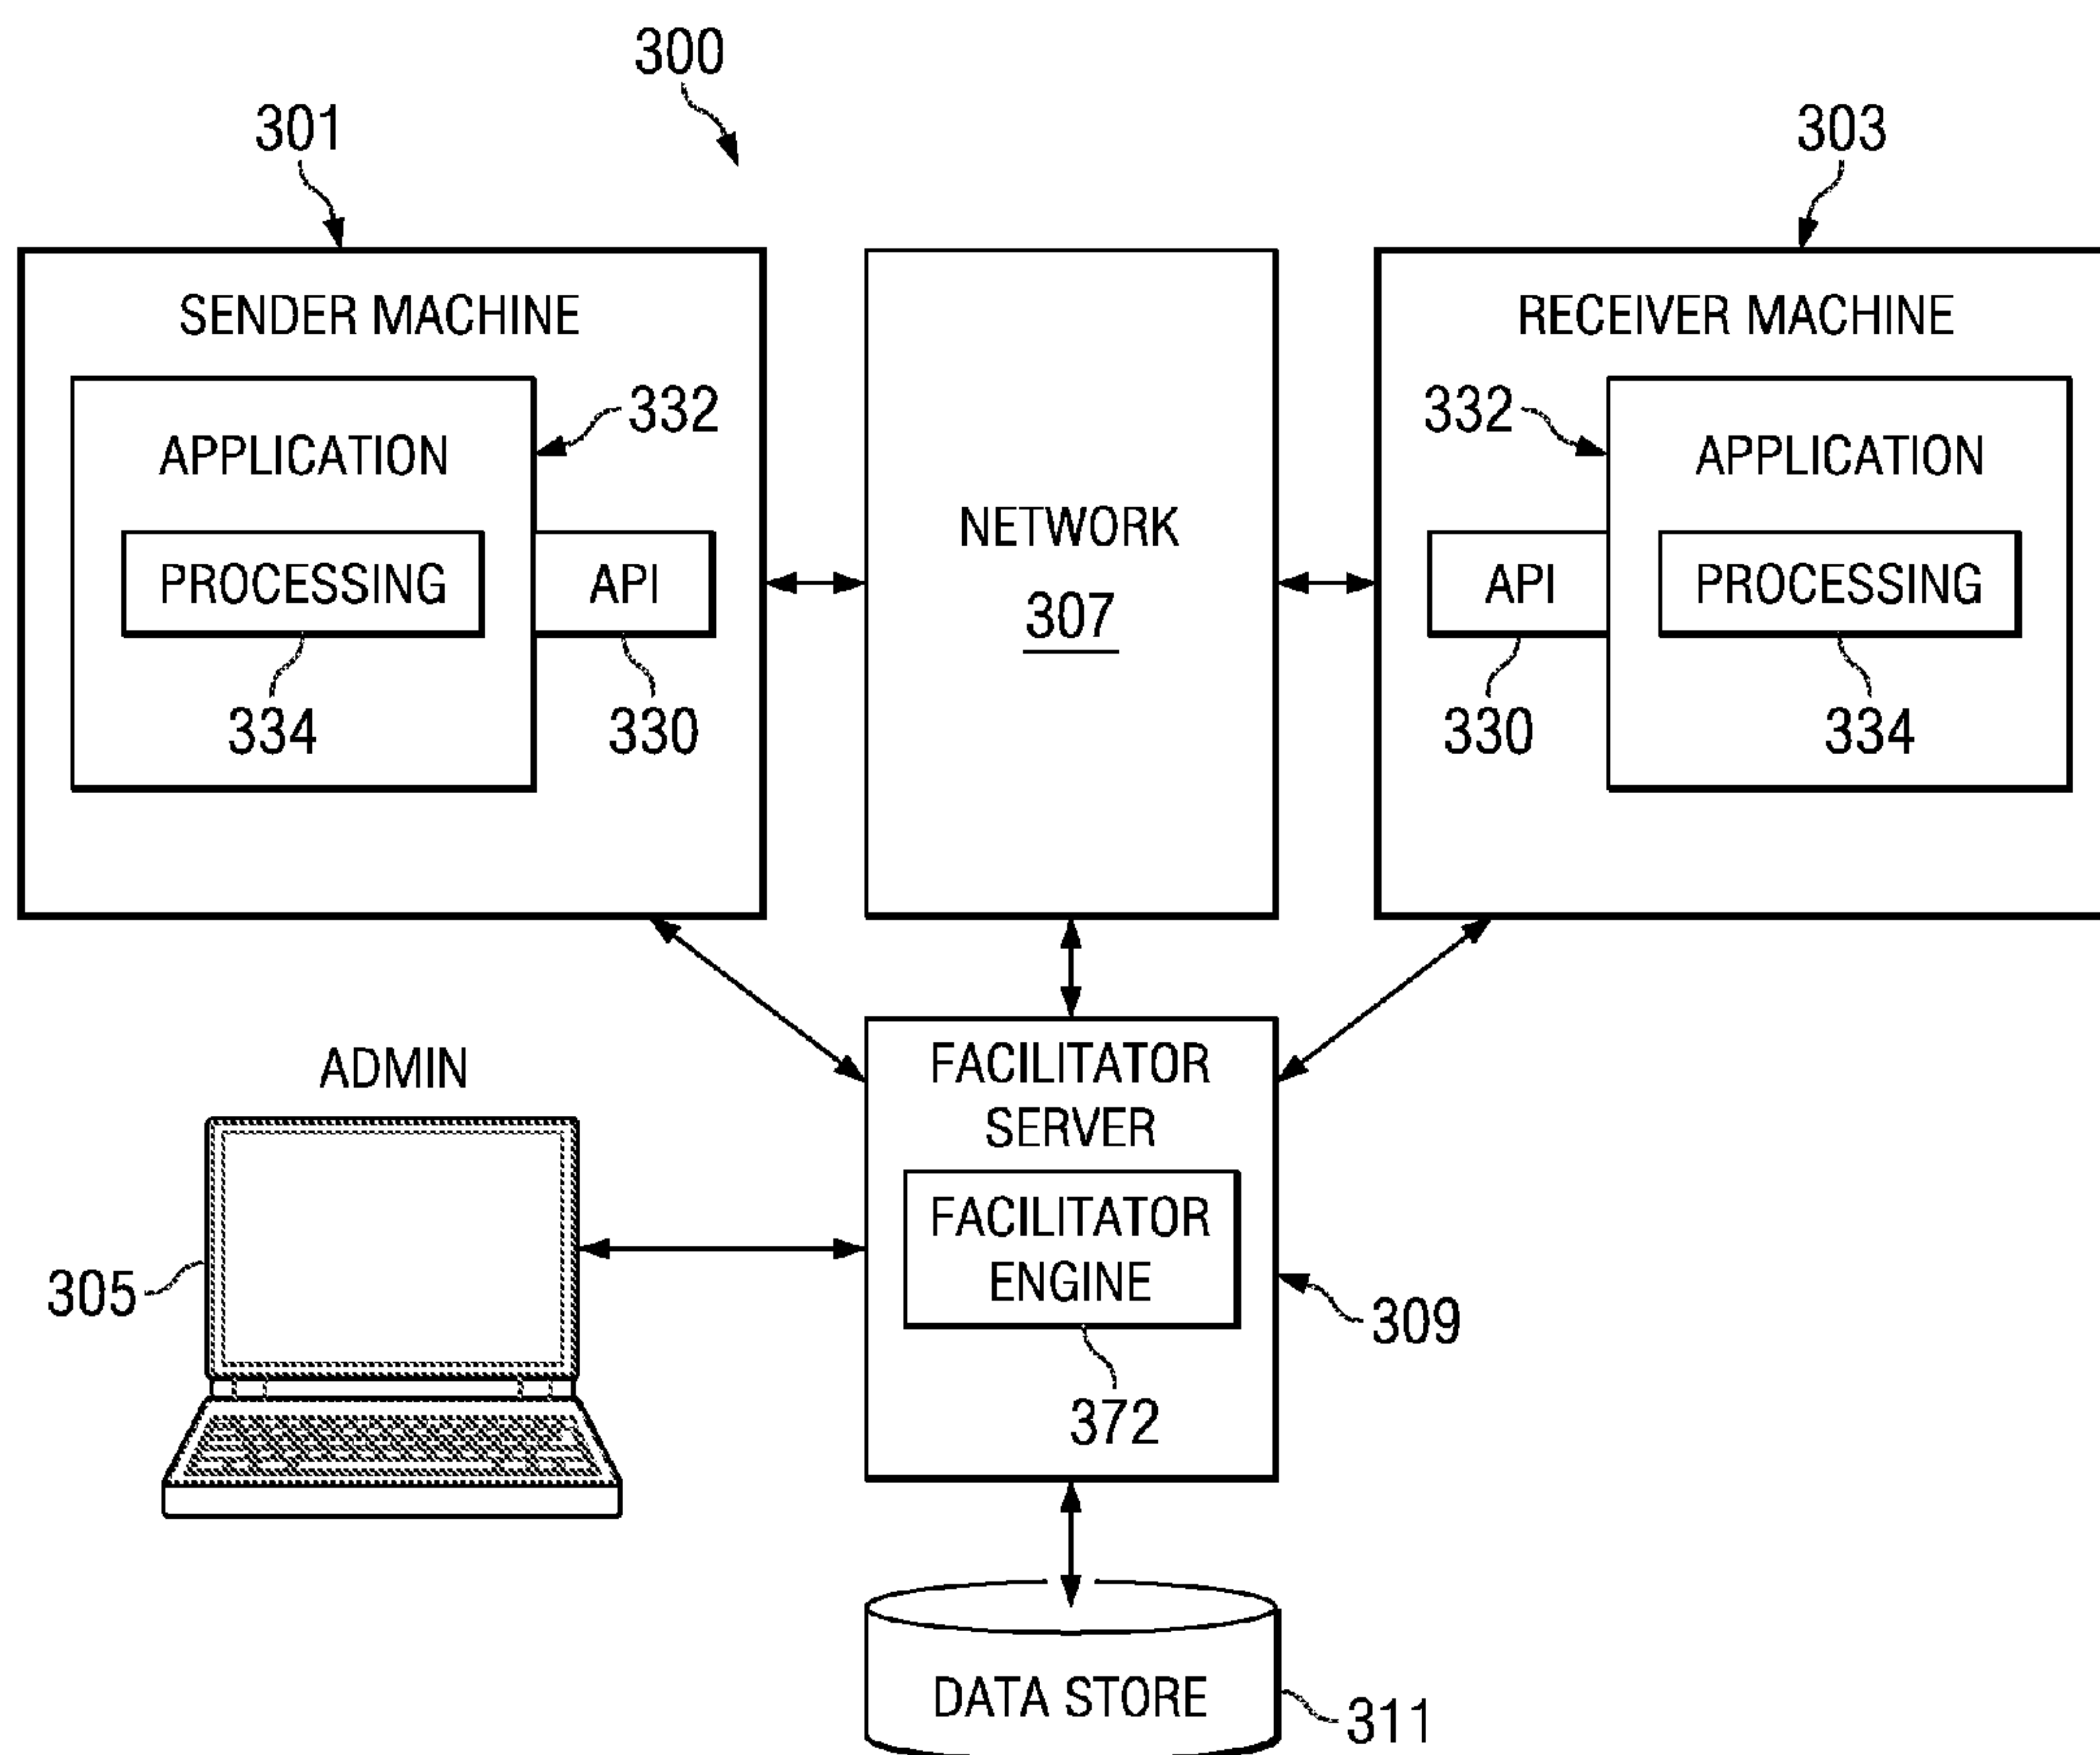 300
301
303
SENDER MACHINE
RECEIVER MACHINE
332
332
APPLICATION
APPLICATION
NETWORK
307
PROCESSING
API
API
PROCESSING
334
330
330
334
ADMIN
FACILITATOR
SERVER
FACILITATOR
ENGINE
305
309
372
DATA STORE
311